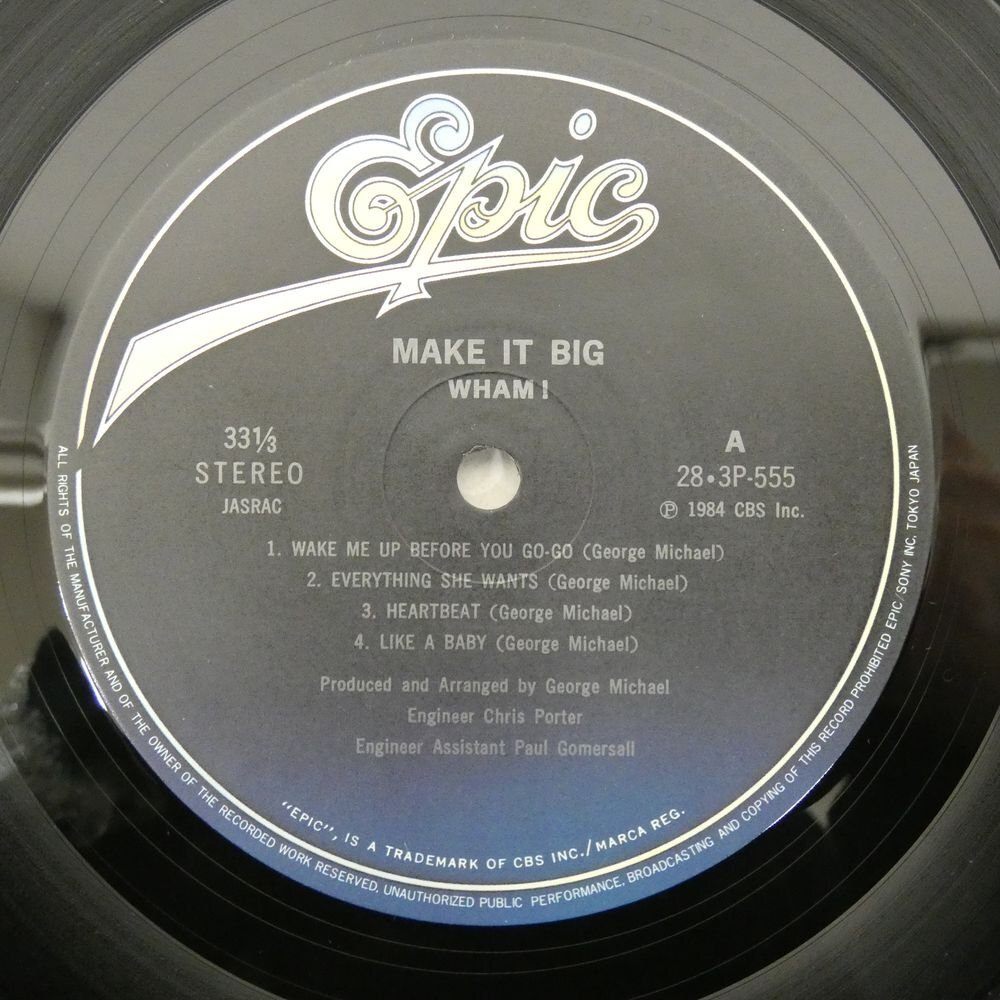 Epic
MAKE IT BIG
WHAM!
33⅓
STEREO
JASRAC
A
28•3P-555
Ⓟ 1984 CBS Inc.
1. WAKE ME UP BEFORE YOU GO-GO (George Michael)
2. EVERYTHING SHE WANTS (George Michael)
3. HEARTBEAT (George Michael)
4. LIKE A BABY (George Michael)
Produced and Arranged by George Michael
Engineer Chris Porter
Engineer Assistant Paul Gomersall
"EPIC", IS A TRADEMARK OF CBS INC./MARCA REG.
ALL RIGHTS OF THE MANUFACTURER AND OF THE OWNER OF THE RECORDED WORK RESERVED. UNAUTHORIZED PUBLIC PERFORMANCE, BROADCASTING AND COPYING OF THIS RECORD PROHIBITED EPIC/SONY INC. TOKYO JAPAN